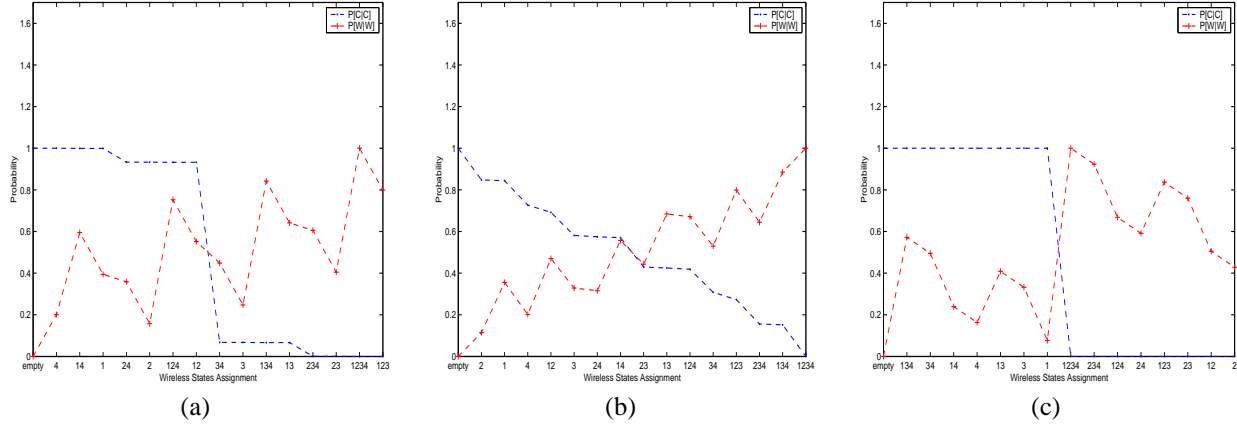 P[C|C]
P[W|W]
1.6
1.4
1.2
1
0.8
0.6
0.4
0.2
0
Probability
empty 4 14 1 24 2 124 12 34 3 134 13 234 23 1234 123
Wireless States Assignment
(a)
P[C|C]
P[W|W]
1.6
1.4
1.2
1
0.8
0.6
0.4
0.2
0
Probability
empty 2 1 4 12 3 24 14 23 13 124 34 123 234 134 1234
Wireless States Assignment
(b)
P[C|C]
P[W|W]
1.6
1.4
1.2
1
0.8
0.6
0.4
0.2
0
Probability
empty 134 34 14 4 13 3 1 1234 234 124 24 123 23 12 2
Wireless States Assignment
(c)